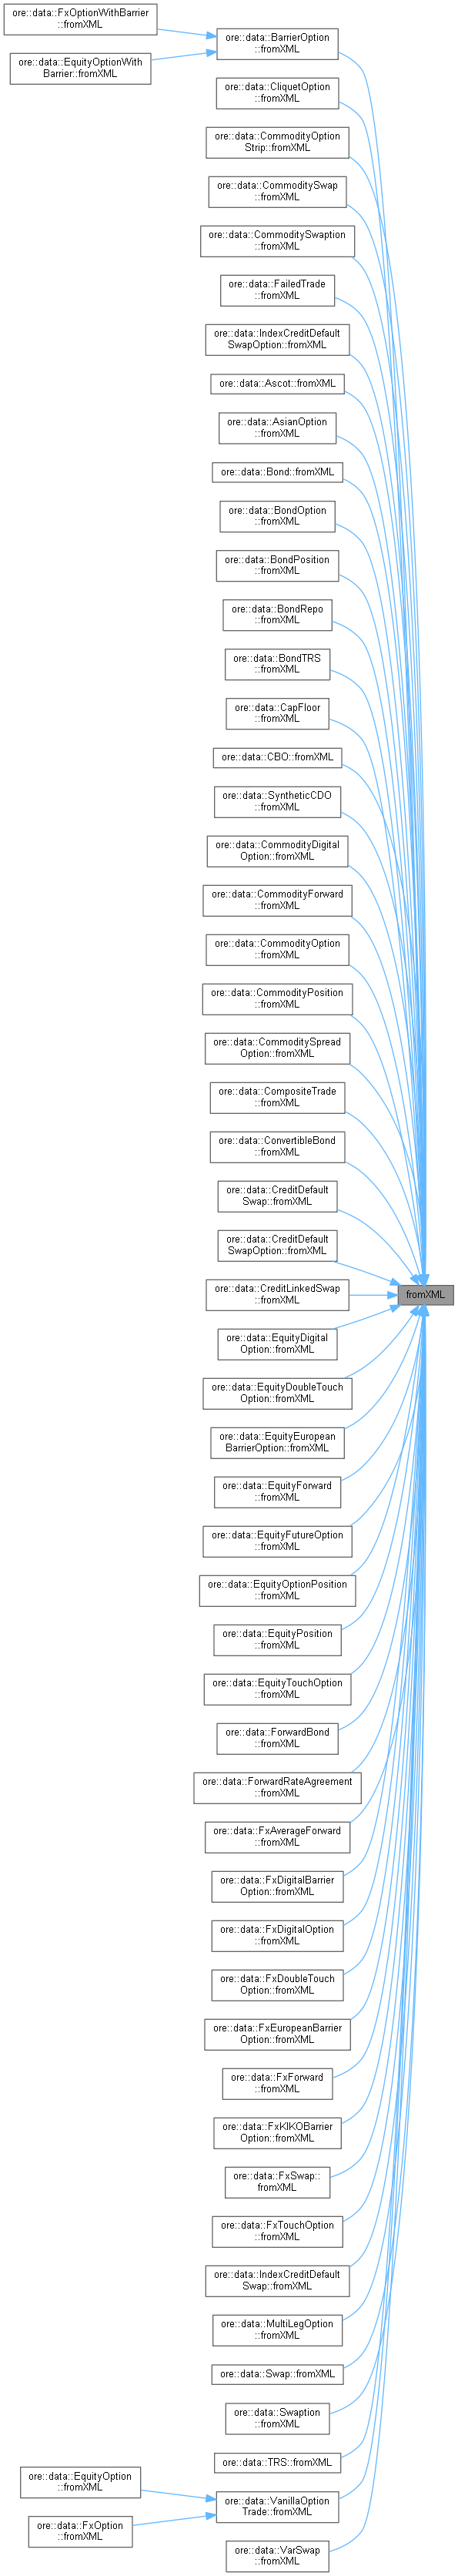 ore::data::FxOptionWithBarrier
::fromXML
ore::data::EquityOptionWith
Barrier::fromXML
ore::data::BarrierOption
::fromXML
ore::data::CliquetOption
::fromXML
ore::data::CommodityOption
Strip::fromXML
ore::data::CommoditySwap
::fromXML
ore::data::CommoditySwaption
::fromXML
ore::data::FailedTrade
::fromXML
ore::data::IndexCreditDefault
SwapOption::fromXML
ore::data::Ascot::fromXML
ore::data::AsianOption
::fromXML
ore::data::Bond::fromXML
ore::data::BondOption
::fromXML
ore::data::BondPosition
::fromXML
ore::data::BondRepo
::fromXML
ore::data::BondTRS
::fromXML
ore::data::CapFloor
::fromXML
ore::data::CBO::fromXML
ore::data::SyntheticCDO
::fromXML
ore::data::CommodityDigital
Option::fromXML
ore::data::CommodityForward
::fromXML
ore::data::CommodityOption
::fromXML
ore::data::CommodityPosition
::fromXML
ore::data::CommoditySpread
Option::fromXML
ore::data::CompositeTrade
::fromXML
ore::data::ConvertibleBond
::fromXML
ore::data::CreditDefault
Swap::fromXML
ore::data::CreditDefault
SwapOption::fromXML
ore::data::CreditLinkedSwap
::fromXML
fromXML
ore::data::EquityDigital
Option::fromXML
ore::data::EquityDoubleTouch
Option::fromXML
ore::data::EquityEuropean
BarrierOption::fromXML
ore::data::EquityForward
::fromXML
ore::data::EquityFutureOption
::fromXML
ore::data::EquityOptionPosition
::fromXML
ore::data::EquityPosition
::fromXML
ore::data::EquityTouchOption
::fromXML
ore::data::ForwardBond
::fromXML
ore::data::ForwardRateAgreement
::fromXML
ore::data::FxAverageForward
::fromXML
ore::data::FxDigitalBarrier
Option::fromXML
ore::data::FxDigitalOption
::fromXML
ore::data::FxDoubleTouch
Option::fromXML
ore::data::FxEuropeanBarrier
Option::fromXML
ore::data::FxForward
::fromXML
ore::data::FxKIKOBarrier
Option::fromXML
ore::data::FxSwap::
fromXML
ore::data::FxTouchOption
::fromXML
ore::data::IndexCreditDefault
Swap::fromXML
ore::data::MultiLegOption
::fromXML
ore::data::Swap::fromXML
ore::data::Swaption
::fromXML
ore::data::TRS::fromXML
ore::data::EquityOption
::fromXML
ore::data::FxOption
::fromXML
ore::data::VanillaOption
Trade::fromXML
ore::data::VarSwap
::fromXML